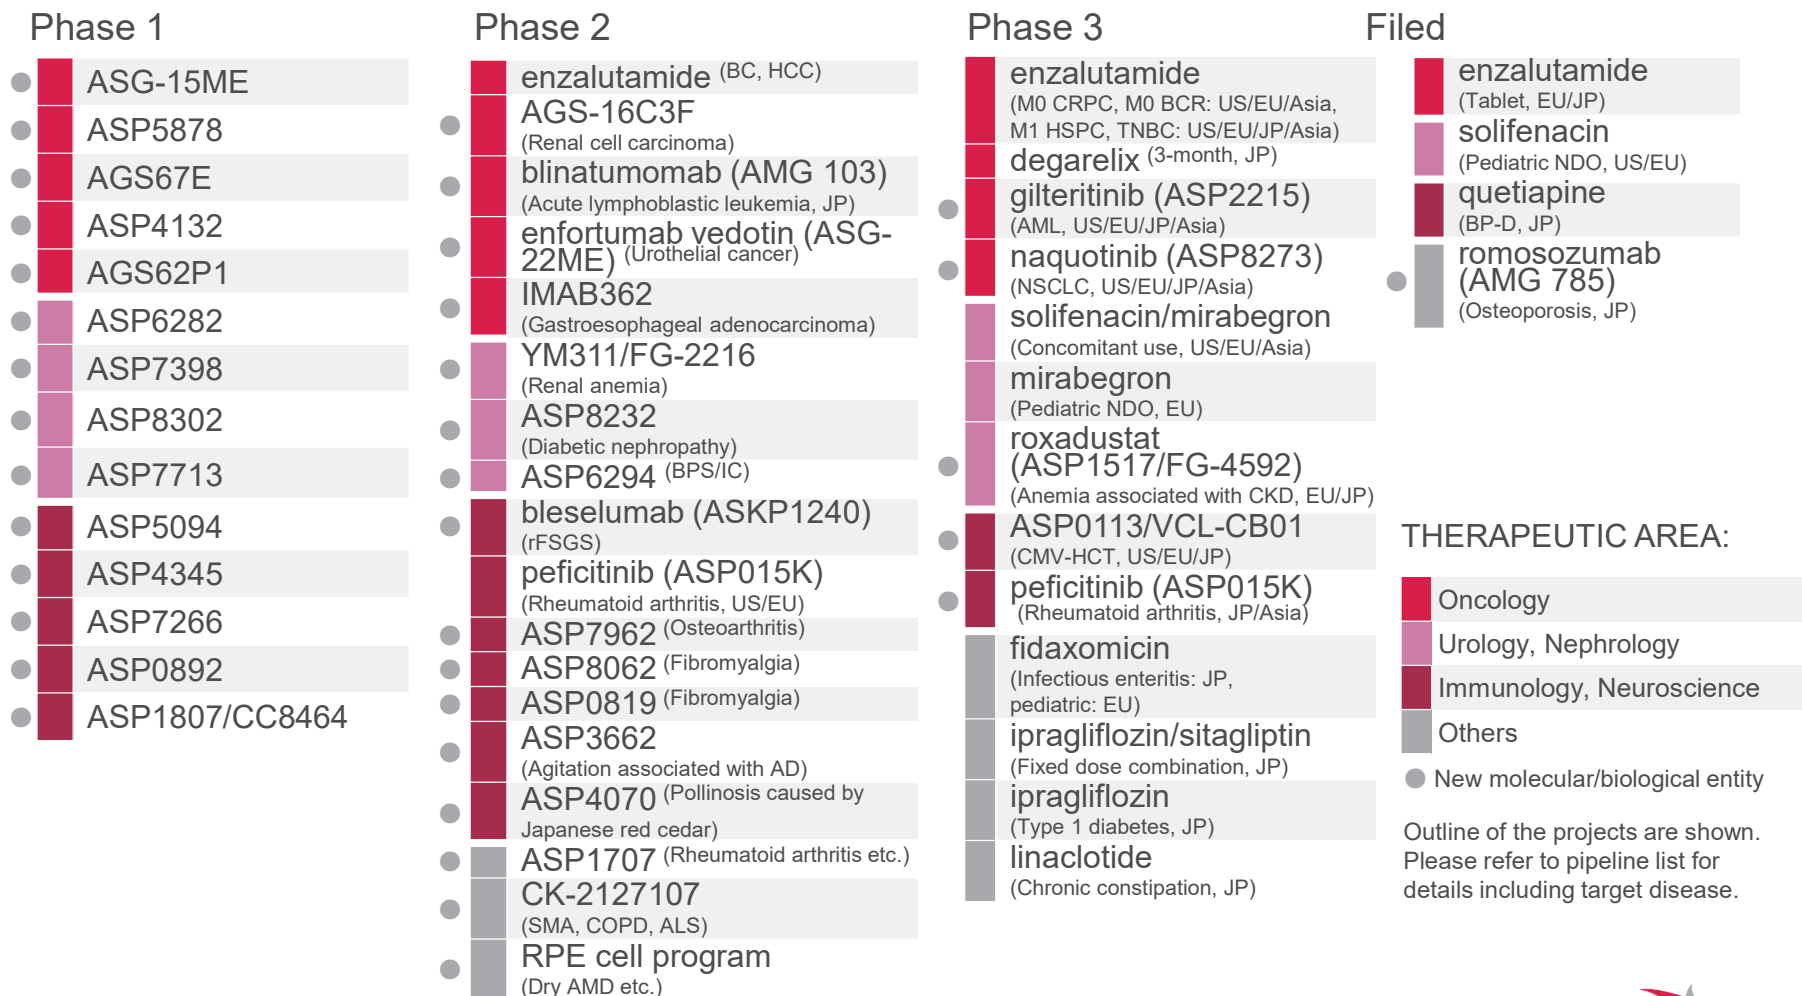 Phase 1
ASG-15ME
ASP5878
AGS67E
ASP4132
AGS62P1
ASP6282
ASP7398
ASP8302
ASP7713
ASP5094
ASP4345
ASP7266
ASP0892
ASP1807/CC8464
Phase 2
enzalutamide (BC, HCC)
AGS-16C3F
(Renal cell carcinoma)
blinatumomab (AMG 103)
(Acute lymphoblastic leukemia, JP)
enfortumab vedotin (ASG-
22ME) (Urothelial cancer)
IMAB362
(Gastroesophageal adenocarcinoma)
YM311/FG-2216
(Renal anemia)
ASP8232
(Diabetic nephropathy)
ASP6294 (BPS/IC)
bleselumab (ASKP1240)
(rFSGS)
peficitinib (ASP015K)
(Rheumatoid arthritis, US/EU)
ASP7962 (Osteoarthritis)
ASP8062 (Fibromyalgia)
ASP0819 (Fibromyalgia)
ASP3662
(Agitation associated with AD)
ASP4070 (Pollinosis caused by
Japanese red cedar)
ASP1707 (Rheumatoid arthritis etc.)
CK-2127107
(SMA, COPD, ALS)
RPE cell program
(Dry AMD etc.)
Phase 3
enzalutamide
(M0 CRPC, M0 BCR: US/EU/Asia,
M1 HSPC, TNBC: US/EU/JP/Asia)
degarelix (3-month, JP)
gilteritinib (ASP2215)
(AML, US/EU/JP/Asia)
naquotinib (ASP8273)
(NSCLC, US/EU/JP/Asia)
solifenacin/mirabegron
(Concomitant use, US/EU/Asia)
mirabegron
(Pediatric NDO, EU)
roxadustat
(ASP1517/FG-4592)
(Anemia associated with CKD, EU/JP)
ASP0113/VCL-CB01
(CMV-HCT, US/EU/JP)
peficitinib (ASP015K)
(Rheumatoid arthritis, JP/Asia)
fidaxomicin
(Infectious enteritis: JP,
pediatric: EU)
ipragliflozin/sitagliptin
(Fixed dose combination, JP)
ipragliflozin
(Type 1 diabetes, JP)
linaclotide
(Chronic constipation, JP)
Filed
enzalutamide
(Tablet, EU/JP)
solifenacin
(Pediatric NDO, US/EU)
quetiapine
(BP-D, JP)
romosozumab
(AMG 785)
(Osteoporosis, JP)
THERAPEUTIC AREA:
Oncology
Urology, Nephrology
Immunology, Neuroscience
Others
New molecular/biological entity
Outline of the projects are shown.
Please refer to pipeline list for
details including target disease.